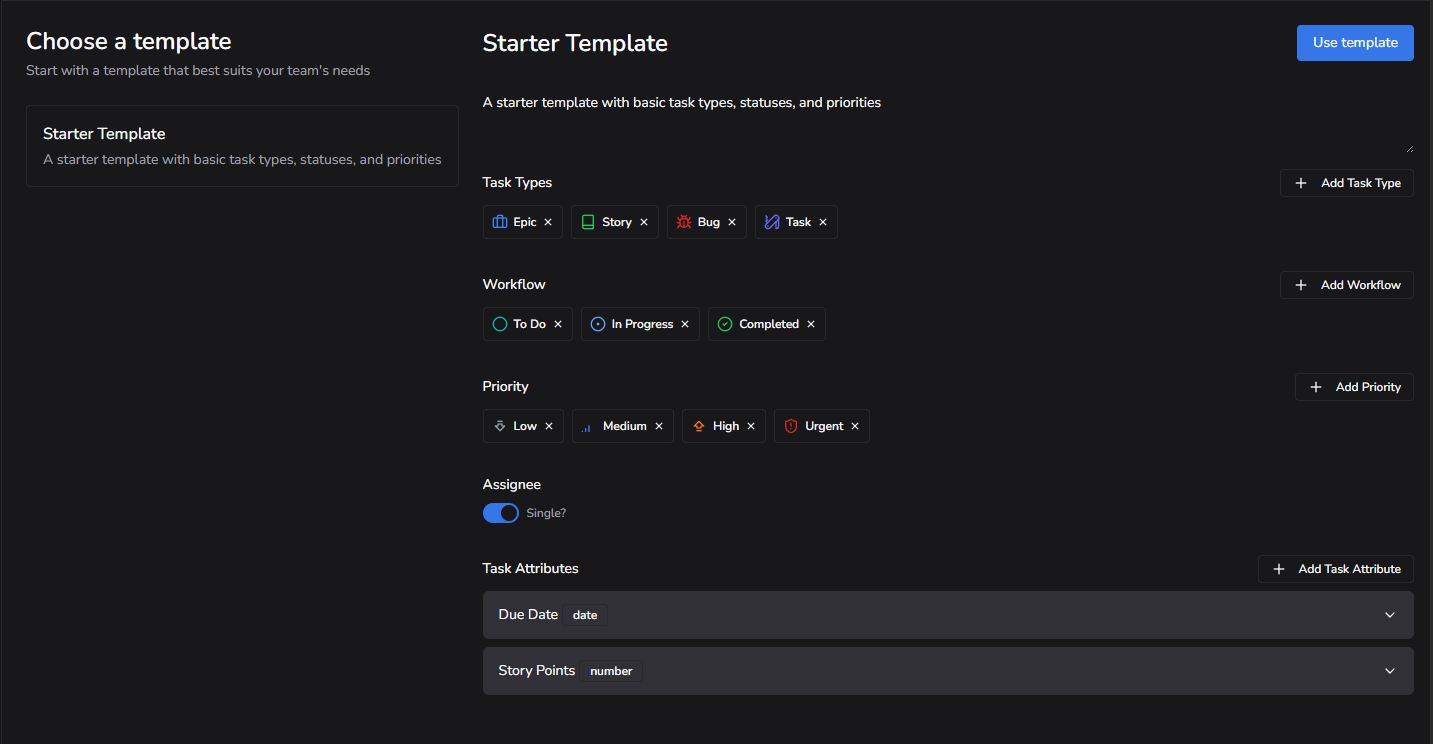 Choose a template
Start with a template that best suits your team's needs
Starter Template
A starter template with basic task types, statuses, and priorities
Starter Template
Use template
A starter template with basic task types, statuses, and priorities
Task Types
Add Task Type
Epic
Story
Bug
Task
Workflow
Add Workflow
To Do
In Progress
Completed
Priority
Add Priority
Low
Medium
High
Urgent
Assignee
Single?
Task Attributes
Add Task Attribute
Due Date date
Story Points number